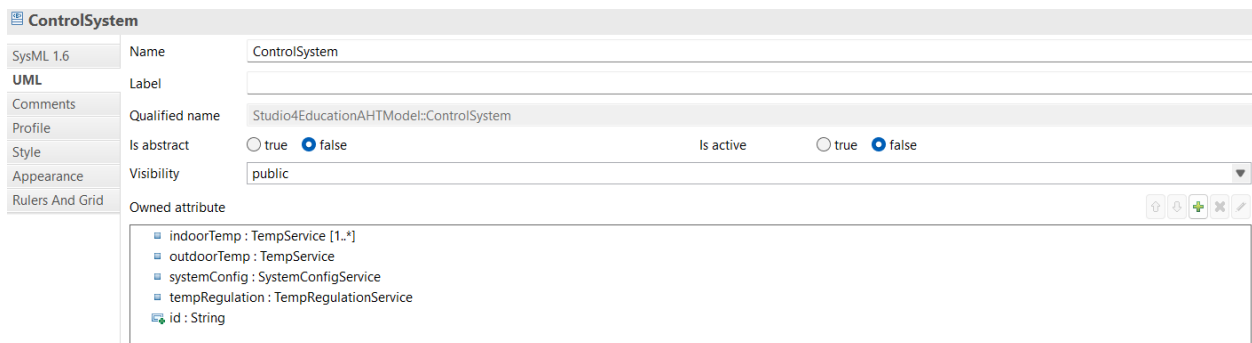 ControlSystem
SysML 1.6
UML
Comments
Profile
Style
Appearance
Rulers And Grid
Name ControlSystem
Label
Qualified name Studio4EducationAHTModel::ControlSystem
Is abstract true false Is active true false
Visibility public
Owned attribute
indoorTemp : TempService [1..*]
outdoorTemp : TempService
systemConfig : SystemConfigService
tempRegulation : TempRegulationService
id : String